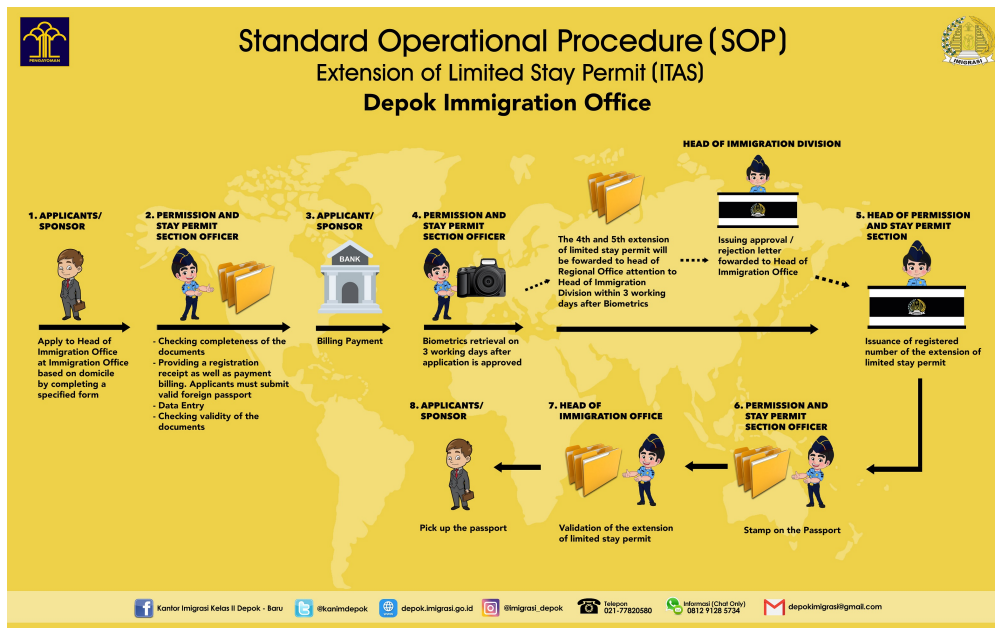 PENGAYOMAN
IMIGRASI
Standard Operational Procedure (SOP)
Extension of Limited Stay Permit (ITAS)
Depok Immigration Office
HEAD OF IMMIGRATION DIVISION
1. APPLICANTS/
SPONSOR
2. PERMISSION AND
STAY PERMIT
SECTION OFFICER
3. APPLICANT/
SPONSOR
BANK
4. PERMISSION AND
STAY PERMIT
SECTION OFFICER
The 4th and 5th extension
of limited stay permit will
be fowarded to head of
Regional Office attention to
Head of Immigration
Division within 3 working
days after Biometrics
Issuing approval /
rejection letter
fowarded to Head of
Immigration Office
5. HEAD OF PERMISSION
AND STAY PERMIT
SECTION
Apply to Head of
Immigration Office
at Immigration Office
based on domicile
by completing a
specified form
- Checking completeness of the
documents
- Providing a registration
receipt as well as payment
billing. Applicants must submit
valid foreign passport
- Data Entry
- Checking validity of the
documents
Billing Payment
Biometrics retrieval on
3 working days after
application is approved
Issuance of registered
number of the extension of
limited stay permit
8. APPLICANTS/
SPONSOR
7. HEAD OF
IMMIGRATION OFFICE
6. PERMISSION AND
STAY PERMIT
SECTION OFFICER
Pick up the passport
Validation of the extension
of limited stay permit
Stamp on the Passport
Kantor Imigrasi Kelas II Depok - Baru
@kanimdepok
depok.imigrasi.go.id
@imigrasi_depok
Telepon
021-77820580
Informasi (Chat Only)
0812 9128 5734
depokimigrasi@gmail.com